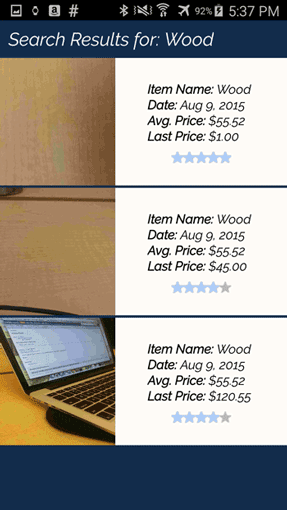 92% 5:37 PM
Search Results for: Wood
Item Name: Wood
Date: Aug 9, 2015
Avg. Price: $55.52
Last Price: $1.00
Item Name: Wood
Date: Aug 9, 2015
Avg. Price: $55.52
Last Price: $45.00
Item Name: Wood
Date: Aug 9, 2015
Avg. Price: $55.52
Last Price: $120.55